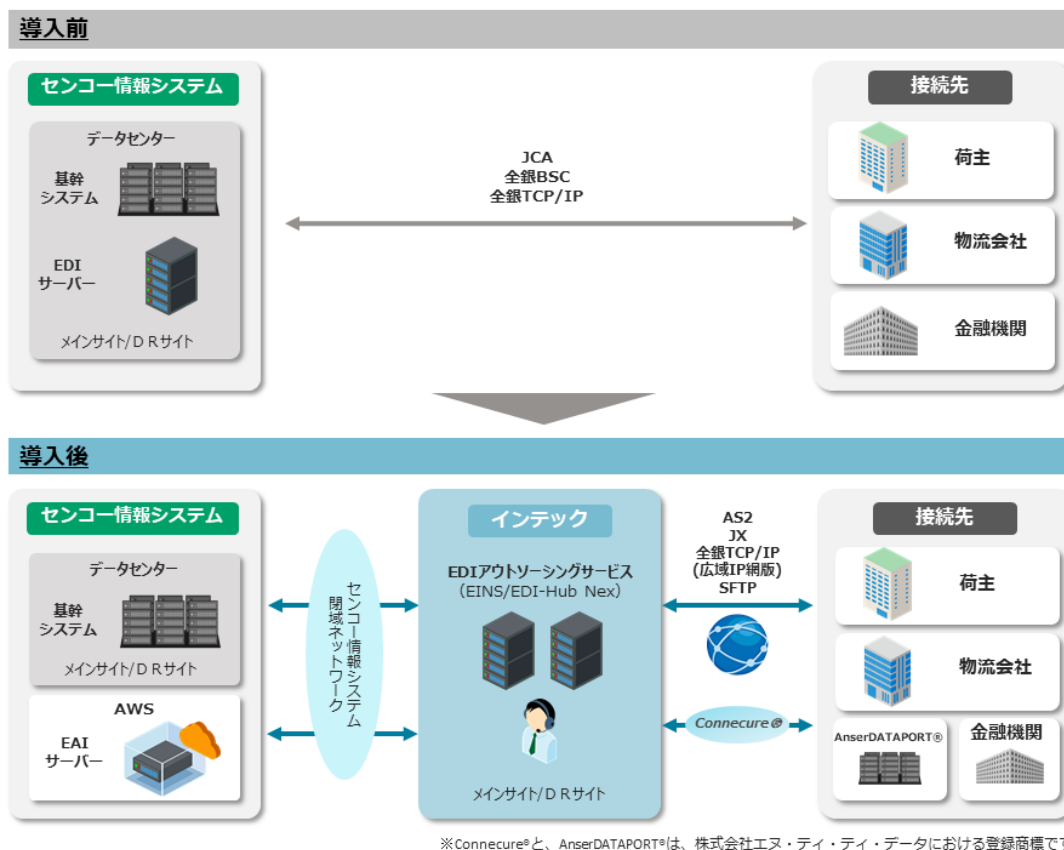 導入前
センコー情報システム
データセンター
基幹
システム
EDI
サーバー
メインサイト/ＤＲサイト
JCA
全銀BSC
全銀TCP/IP
接続先
荷主
物流会社
金融機関
導入後
センコー情報システム
データセンター
基幹
システム
メインサイト/ＤＲサイト
AWS
EAI
サーバー
センコー情報システム
閉域ネットワーク
インテック
EDIアウトソーシングサービス
（EINS/EDI-Hub Nex）
メインサイト/ＤＲサイト
AS2
JX
全銀TCP/IP
(広域IP網版)
SFTP
Connecure
接続先
荷主
物流会社
AnserDATAPORT®
金融機関
※Connecure®と、AnserDATAPORT®は、株式会社エヌ・ティ・ティ・データにおける登録商標で